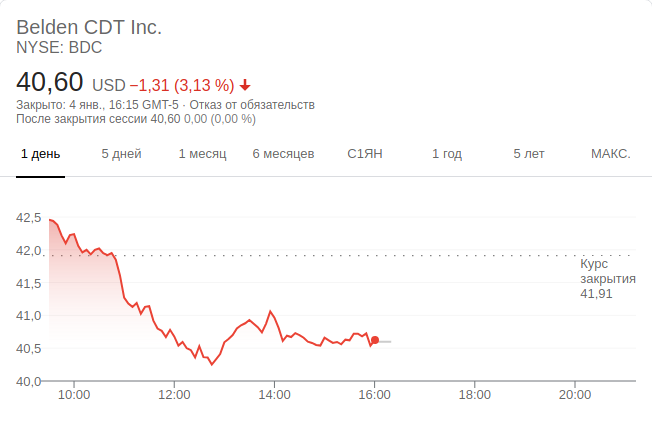 Belden CDT Inc.
NYSE: BDC
40,60 USD −1,31 (3,13 %)
Закрыто: 4 янв., 16:15 GMT-5 · Отказ от обязательств
После закрытия сессии 40,60 0,00 (0,00 %)
1 день 5 дней 1 месяц 6 месяцев С1ЯН 1 год 5 лет МАКС.
42,5
42,0
Курс
закрытия
41,91
41,5
41,0
40,5
40,0
10:00 12:00 14:00 16:00 18:00 20:00